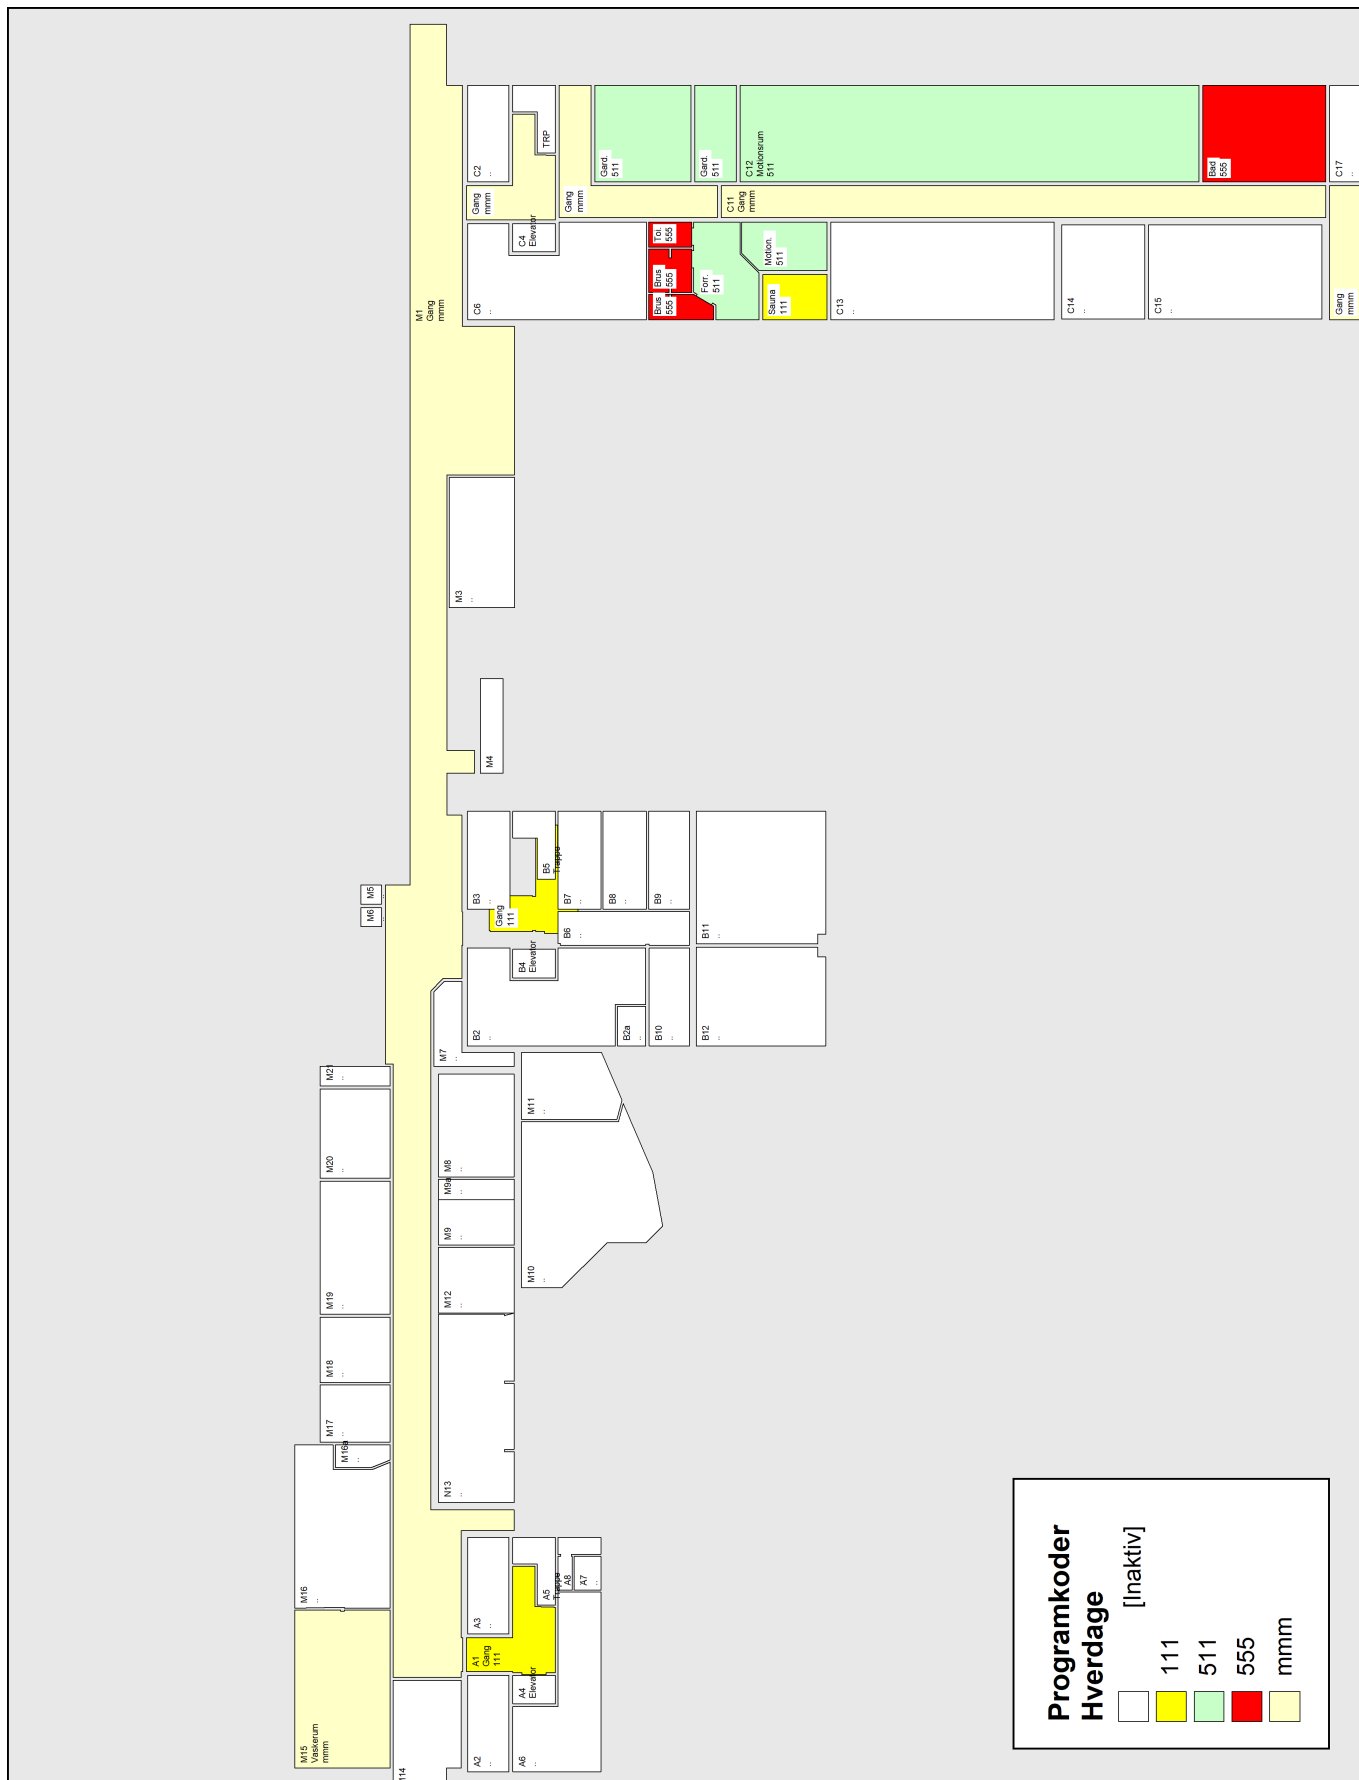 M1
Gang
mmm
C2
..
TRP
Gang
mmm
C4
Elevator
C6
..
Gang
mmm
Gard.
511
Gard.
511
C12
Motionsrum
511
Bad
555
C17
..
C11
Gang
mmm
Toi.
555
Brus
555
Brus
555
Forr.
511
Motion.
511
Sauna
111
C13
..
C14
..
C15
..
Gang
mmm
M3
..
M4
M5
..
M6
..
B3
..
B5
Trappe
Gang
111
B7
..
B8
..
B9
..
B6
..
B11
..
B4
Elevator
B2
..
B2a
..
B10
..
B12
..
M7
..
M21
..
M20
..
M19
..
M18
..
M17
..
M16a
..
M16
..
M15
Vaskerum
mmm
M8
..
M9a
..
M9
..
M12
..
N13
..
M11
..
M10
..
A3
..
A5
Trappe
A8
A7
..
A1
Gang
111
A4
Elevator
A2
..
A6
..
M14
Programkoder
Hverdage
[Inaktiv]
111
511
555
mmm